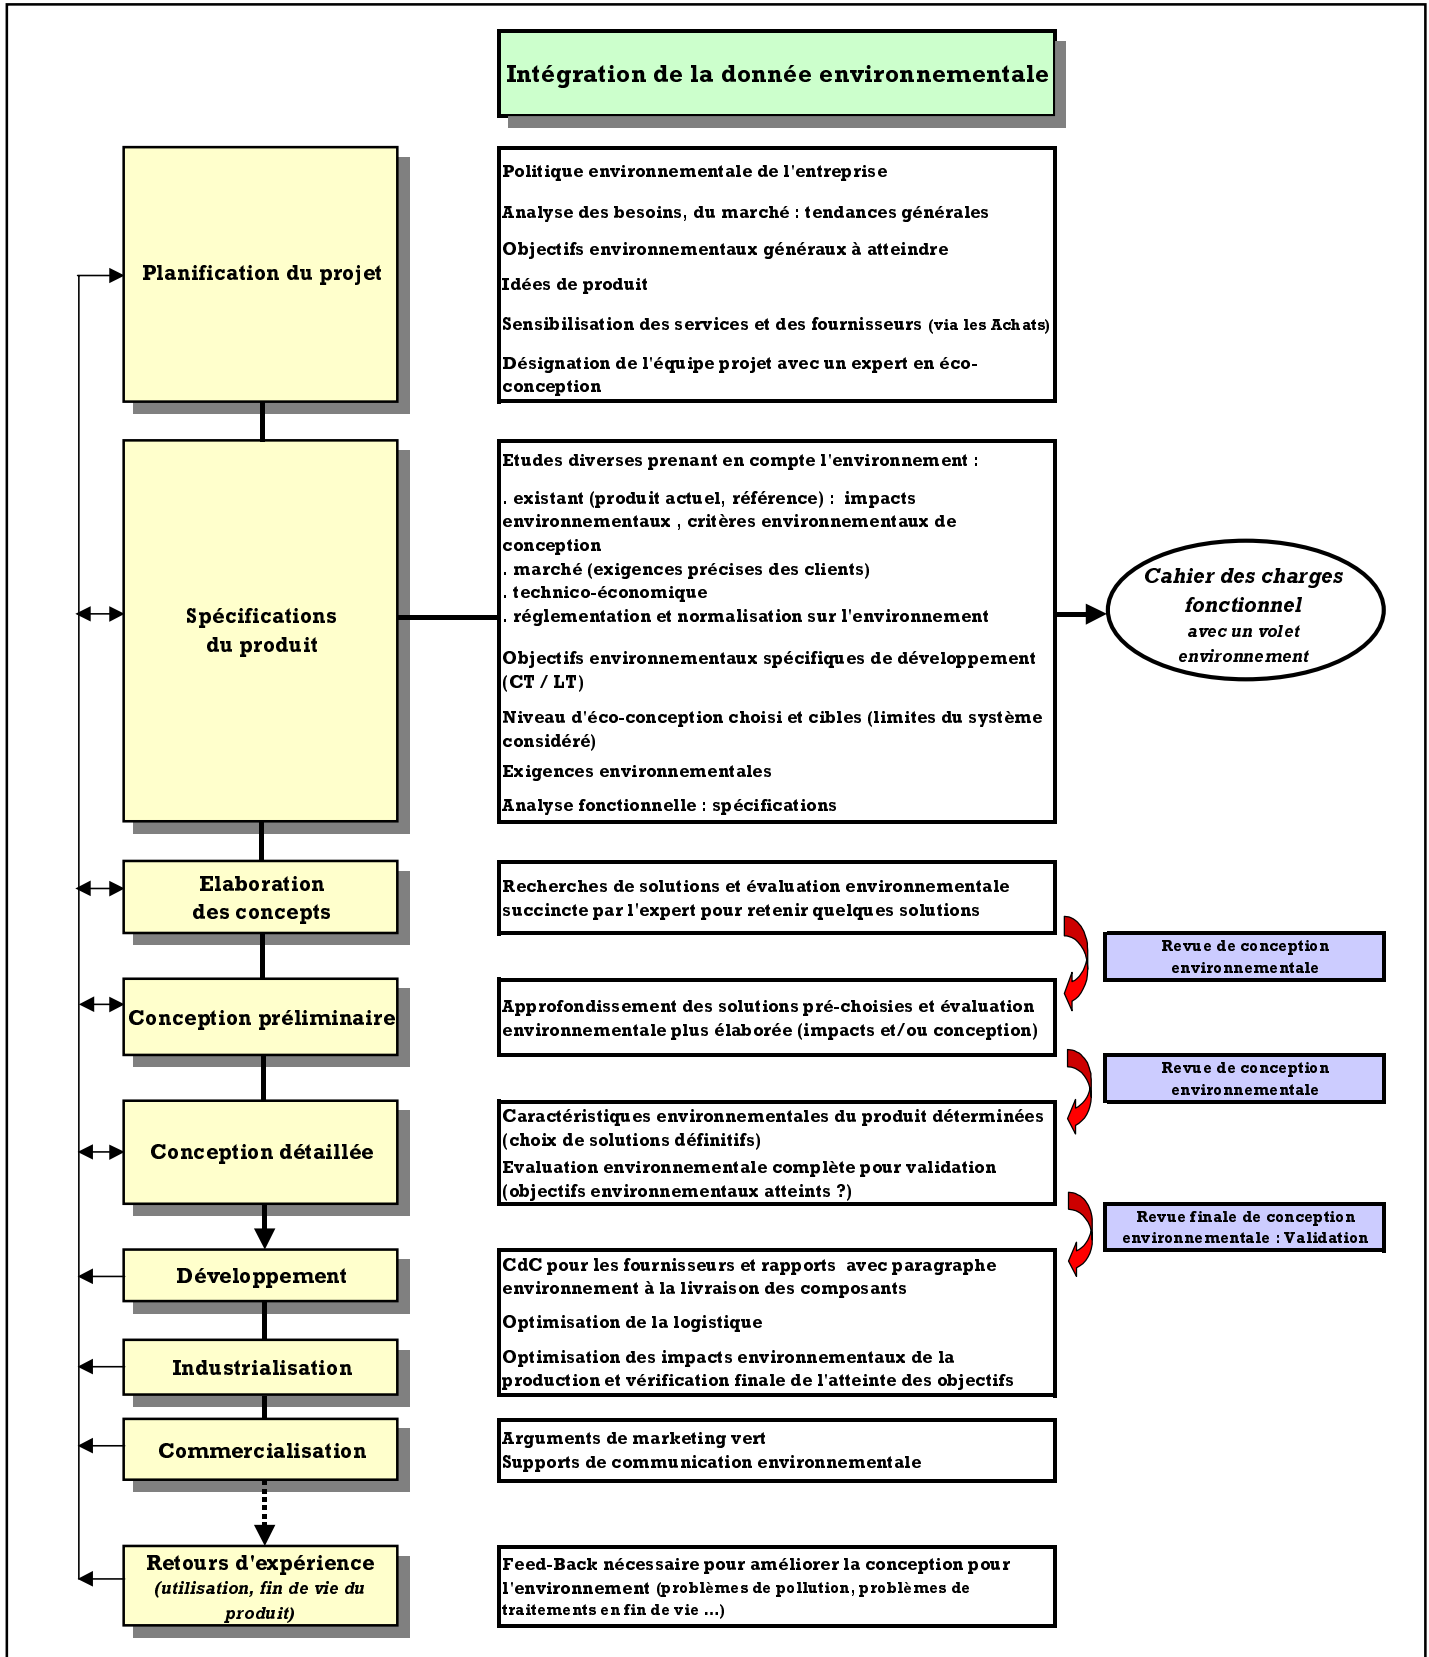 Intégration de la donnée environnementale
Planification du projet
Politique environnementale de l'entreprise
Analyse des besoins, du marché : tendances générales
Objectifs environnementaux généraux à atteindre
Idées de produit
Sensibilisation des services et des fournisseurs (via les Achats)
Désignation de l'équipe projet avec un expert en éco-
conception
Spécifications
du produit
Etudes diverses prenant en compte l'environnement :
. existant (produit actuel, référence) : impacts
environnementaux , critères environnementaux de
conception
. marché (exigences précises des clients)
. technico-économique
. réglementation et normalisation sur l'environnement
Objectifs environnementaux spécifiques de développement
(CT / LT)
Niveau d'éco-conception choisi et cibles (limites du système
considéré)
Exigences environnementales
Analyse fonctionnelle : spécifications
Cahier des charges
fonctionnel
avec un volet
environnement
Elaboration
des concepts
Recherches de solutions et évaluation environnementale
succincte par l'expert pour retenir quelques solutions
Revue de conception
environnementale
Conception préliminaire
Approfondissement des solutions pré-choisies et évaluation
environnementale plus élaborée (impacts et/ou conception)
Revue de conception
environnementale
Conception détaillée
Caractéristiques environnementales du produit déterminées
(choix de solutions définitifs)
Evaluation environnementale complète pour validation
(objectifs environnementaux atteints ?)
Revue finale de conception
environnementale : Validation
Développement
CdC pour les fournisseurs et rapports avec paragraphe
environnement à la livraison des composants
Optimisation de la logistique
Industrialisation
Optimisation des impacts environnementaux de la
production et vérification finale de l'atteinte des objectifs
Commercialisation
Arguments de marketing vert
Supports de communication environnementale
Retours d'expérience
(utilisation, fin de vie du
produit)
Feed-Back nécessaire pour améliorer la conception pour
l'environnement (problèmes de pollution, problèmes de
traitements en fin de vie ...)